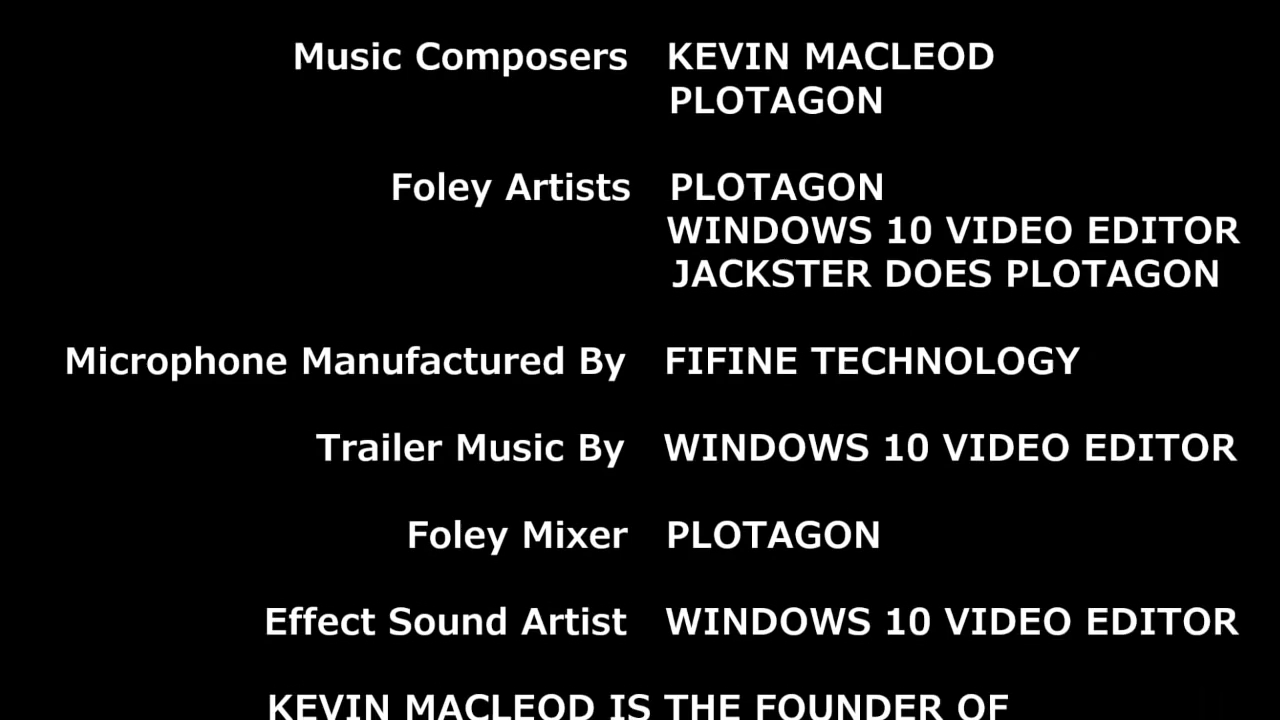 Music Composers KEVIN MACLEOD
PLOTAGON
Foley Artists PLOTAGON
WINDOWS 10 VIDEO EDITOR
JACKSTER DOES PLOTAGON
Microphone Manufactured By FIFINE TECHNOLOGY
Trailer Music By WINDOWS 10 VIDEO EDITOR
Foley Mixer PLOTAGON
Effect Sound Artist WINDOWS 10 VIDEO EDITOR
KEVIN MACLEOD IS THE FOUNDER OF